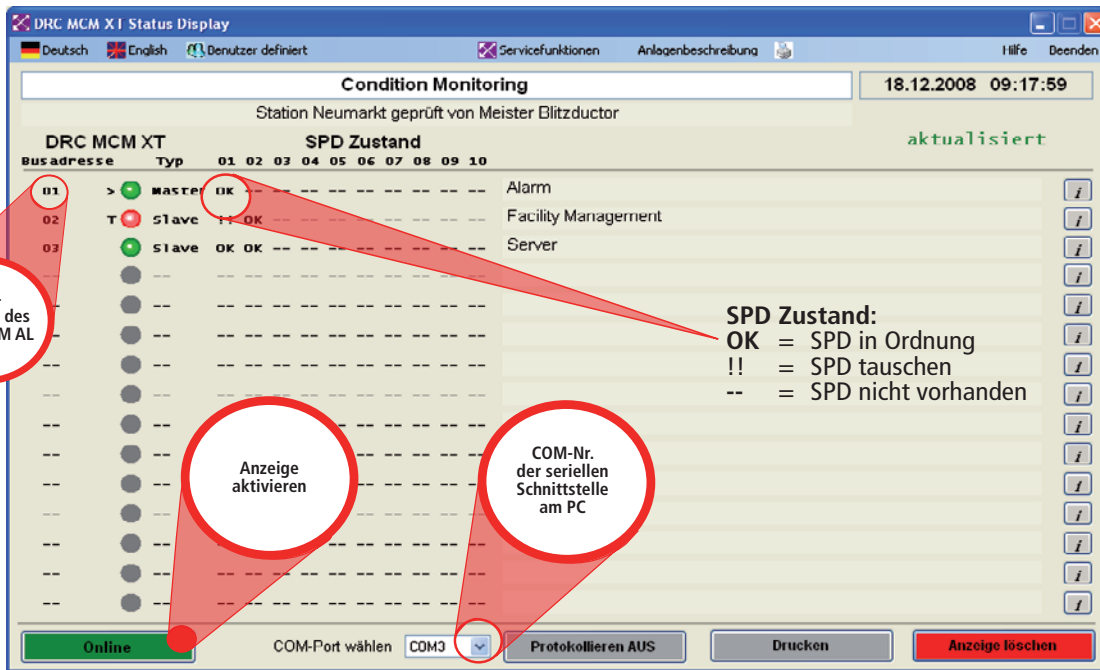 DRC MCM XT Status Display
Deutsch English Benutzer definiert Servicefunktionen Anlagenbeschreibung Hilfe Beenden
Condition Monitoring
18.12.2008 09:17:59
Station Neumarkt geprüft von Meister Blitzductor
aktualisiert
DRC MCM XT SPD Zustand
Busadresse Typ 01 02 03 04 05 06 07 08 09 10
01 > Master OK -- -- -- -- -- -- -- -- -- Alarm i
02 T Slave !! OK -- -- -- -- -- -- -- -- Facility Management i
03 Slave OK OK -- -- -- -- -- -- -- -- Server i
-- -- -- -- -- -- -- -- -- -- -- -- i
-- -- -- -- -- -- -- -- -- -- -- -- i
des
M AL
-- -- -- -- -- -- -- -- -- -- -- -- i
-- -- -- -- -- -- -- -- -- -- -- -- i
-- -- -- -- -- -- -- -- -- -- -- -- i
-- -- -- -- -- -- -- i
-- -- -- -- -- -- -- i
-- -- -- -- -- -- -- i
-- -- -- -- -- -- -- i
-- -- -- -- -- -- -- i
-- -- -- -- -- -- -- i
-- -- -- -- -- -- -- -- i
SPD Zustand:
OK = SPD in Ordnung
!! = SPD tauschen
-- = SPD nicht vorhanden
Anzeige
aktivieren
COM-Nr.
der seriellen
Schnittstelle
am PC
Online COM-Port wählen COM3 Protokollieren AUS Drucken Anzeige löschen